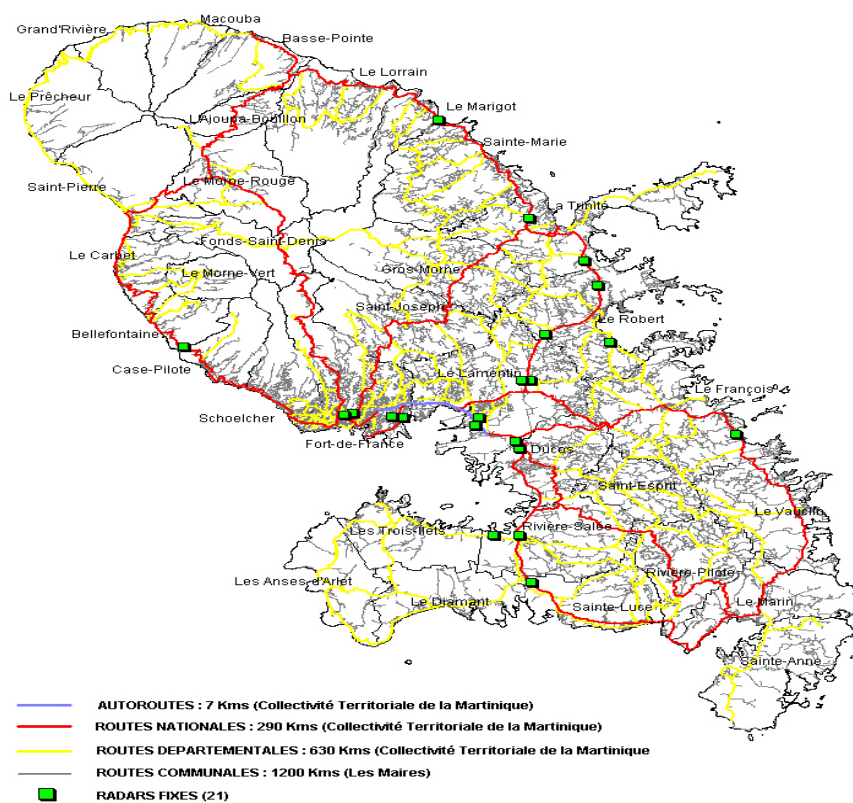 Macouba
Grand'Rivière
Basse-Pointe
Le Lorrain
Le Prêcheur
Le Marigot
L'Ajoupa-Bouillon
Sainte-Marie
Saint-Pierre
Le Morne-Rouge
La Trinité
Fonds-Saint-Denis
Le Carbet
Le Morne-Vert
Gros-Morne
Saint-Joseph
Le Robert
Bellefontaine
Case-Pilote
Le Lamentin
Le François
Schoelcher
Fort-de-France
Ducos
Saint-Esprit
Le Vauclin
Les Trois-Ilets
Rivière-Salée
Rivière-Pilote
Les Anses-d'Arlet
Le Diamant
Sainte-Luce
Le Marin
Sainte-Anne
AUTOROUTES : 7 Kms (Collectivité Territoriale de la Martinique)
ROUTES NATIONALES : 290 Kms (Collectivité Territoriale de la Martinique)
ROUTES DEPARTEMENTALES : 630 Kms (Collectivité Territoriale de la Martinique
ROUTES COMMUNALES : 1200 Kms (Les Maires)
RADARS FIXES (21)